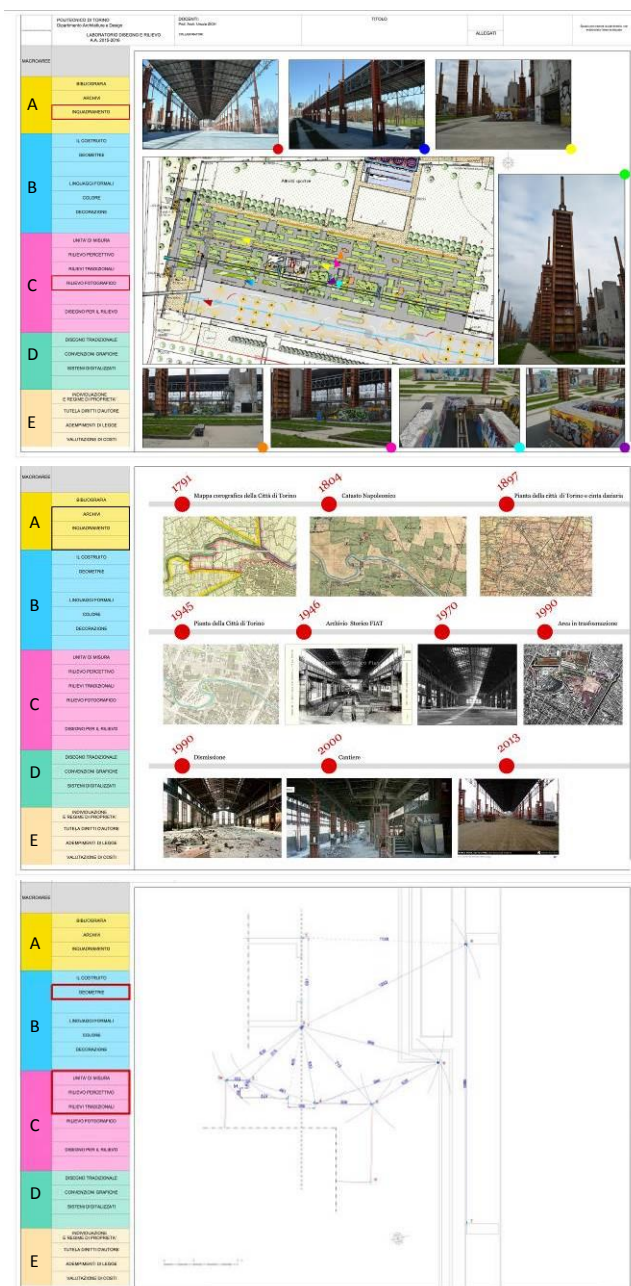 POLITECNICO DI TORINO
Dipartimento Architettura e Design
LABORATORIO DISEGNO E RILIEVO
A.A. 2015-2016
DOCENTI:
COLLABORATORI
TITOLO:
ALLEGATI
MACROAREE
A
BIBLIOGRAFIA
ARCHIVI
INQUADRAMENTO
B
IL COSTRUITO
GEOMETRIE
LINGUAGGI FORMALI
COLORE
DECORAZIONE
C
UNITA' DI MISURA
RILIEVO PERCETTIVO
RILIEVI TRADIZIONALI
RILIEVO FOTOGRAFICO
DISEGNO PER IL RILIEVO
D
DISEGNO TRADIZIONALE
CONVENZIONI GRAFICHE
SISTEMI DIGITALIZZATI
E
INDIVIDUAZIONE
E REGIME DI PROPRIETA'
TUTELA DIRITTI D'AUTORE
ADEMPIMENTI DI LEGGE
VALUTAZIONE DI COSTI
MACROAREE
A
BIBLIOGRAFIA
ARCHIVI
INQUADRAMENTO
B
IL COSTRUITO
GEOMETRIE
LINGUAGGI FORMALI
COLORE
DECORAZIONE
C
UNITA' DI MISURA
RILIEVO PERCETTIVO
RILIEVI TRADIZIONALI
RILIEVO FOTOGRAFICO
DISEGNO PER IL RILIEVO
D
DISEGNO TRADIZIONALE
CONVENZIONI GRAFICHE
SISTEMI DIGITALIZZATI
E
INDIVIDUAZIONE
E REGIME DI PROPRIETA'
TUTELA DIRITTI D'AUTORE
ADEMPIMENTI DI LEGGE
VALUTAZIONE DI COSTI
1791
Mappa corografica della Città di Torino
1804
Catasto Napoleonico
1897
Pianta della città di Torino e cinta daziaria
1945
Pianta della Città di Torino
1946
Archivio Storico FIAT
1970
1990
Area in trasformazione
1990
Dismissione
2000
Cantiere
2013
MACROAREE
A
BIBLIOGRAFIA
ARCHIVI
INQUADRAMENTO
B
IL COSTRUITO
GEOMETRIE
LINGUAGGI FORMALI
COLORE
DECORAZIONE
C
UNITA' DI MISURA
RILIEVO PERCETTIVO
RILIEVI TRADIZIONALI
RILIEVO FOTOGRAFICO
DISEGNO PER IL RILIEVO
D
DISEGNO TRADIZIONALE
CONVENZIONI GRAFICHE
SISTEMI DIGITALIZZATI
E
INDIVIDUAZIONE
E REGIME DI PROPRIETA'
TUTELA DIRITTI D'AUTORE
ADEMPIMENTI DI LEGGE
VALUTAZIONE DI COSTI